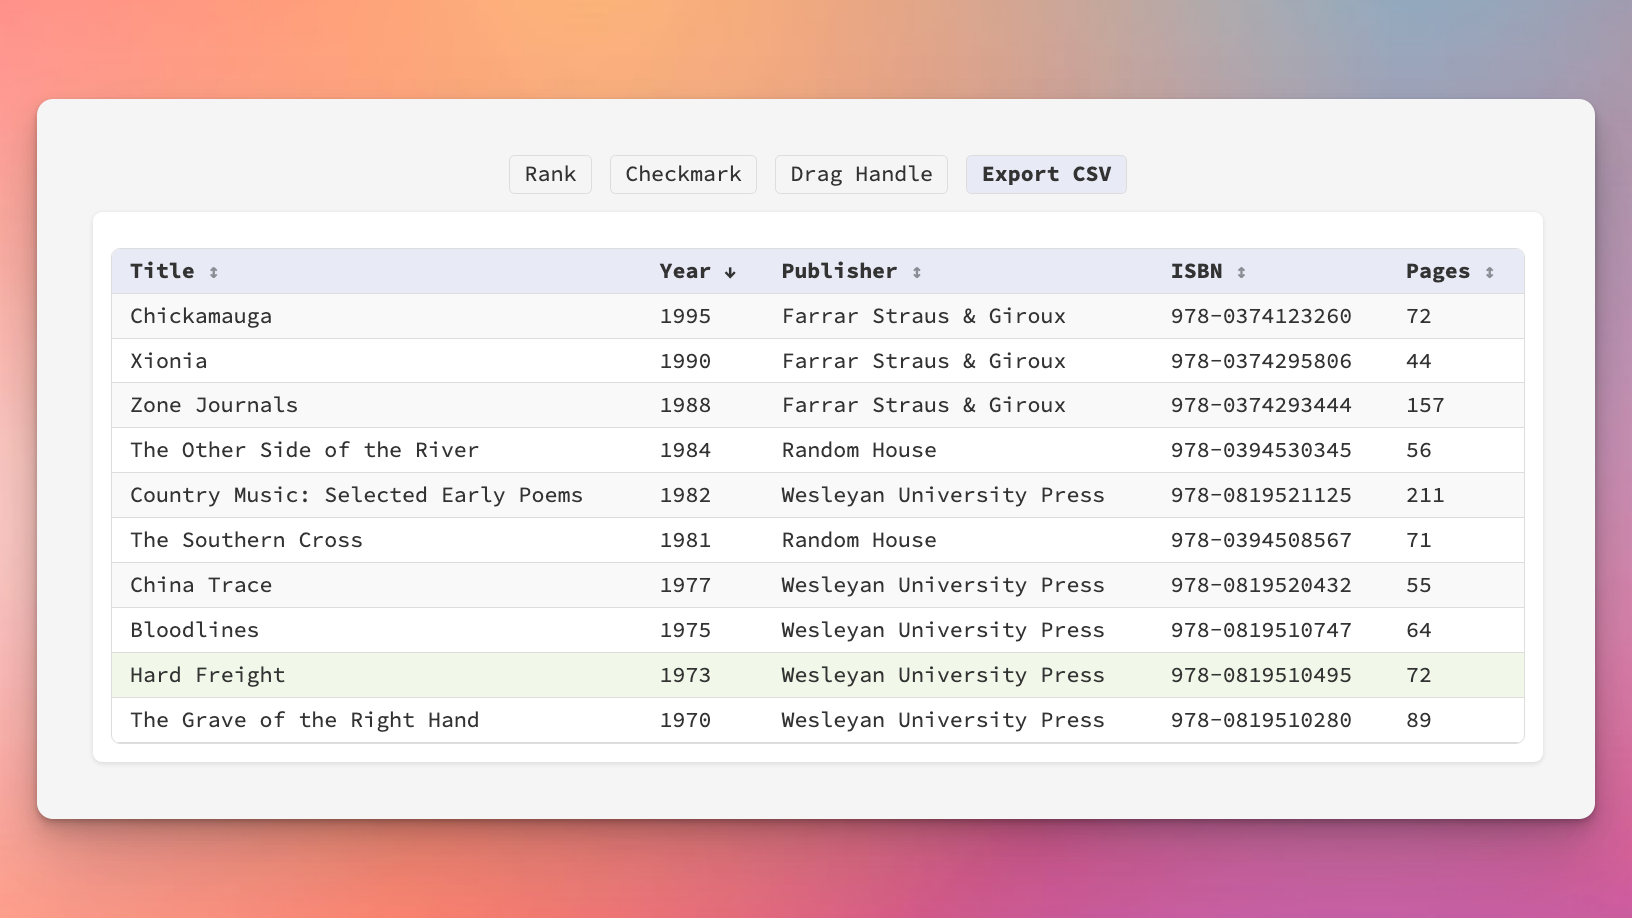 Rank Checkmark Drag Handle Export CSV
Title ↕ Year ↓ Publisher ↕ ISBN ↕ Pages ↕
Chickamauga 1995 Farrar Straus & Giroux 978-0374123260 72
Xionia 1990 Farrar Straus & Giroux 978-0374295806 44
Zone Journals 1988 Farrar Straus & Giroux 978-0374293444 157
The Other Side of the River 1984 Random House 978-0394530345 56
Country Music: Selected Early Poems 1982 Wesleyan University Press 978-0819521125 211
The Southern Cross 1981 Random House 978-0394508567 71
China Trace 1977 Wesleyan University Press 978-0819520432 55
Bloodlines 1975 Wesleyan University Press 978-0819510747 64
Hard Freight 1973 Wesleyan University Press 978-0819510495 72
The Grave of the Right Hand 1970 Wesleyan University Press 978-0819510280 89